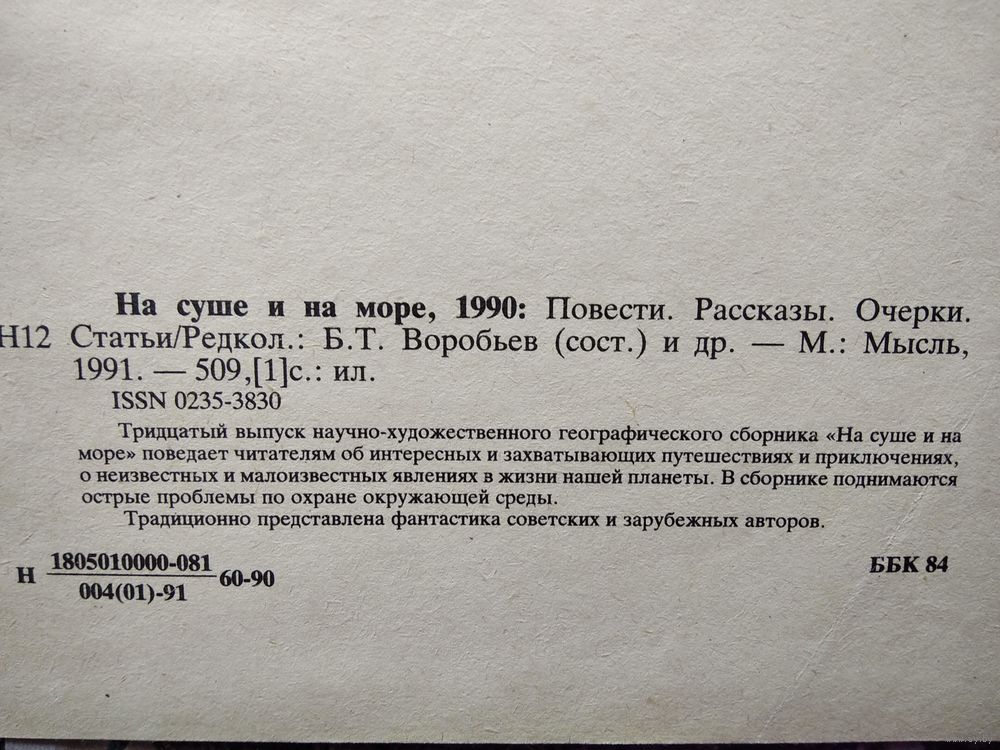 На суше и на море, 1990: Повести. Рассказы. Очерки.
Н12 Статьи/Редкол.: Б.Т. Воробьев (сост.) и др. — М.: Мысль,
1991. — 509,[1]с.: ил.
ISSN 0235-3830
Тридцатый выпуск научно-художественного географического сборника «На суше и на
море» поведает читателям об интересных и захватывающих путешествиях и приключениях,
о неизвестных и малоизвестных явлениях в жизни нашей планеты. В сборнике поднимаются
острые проблемы по охране окружающей среды.
Традиционно представлена фантастика советских и зарубежных авторов.
Н 1805010000-081 60-90
004(01)-91
ББК 84